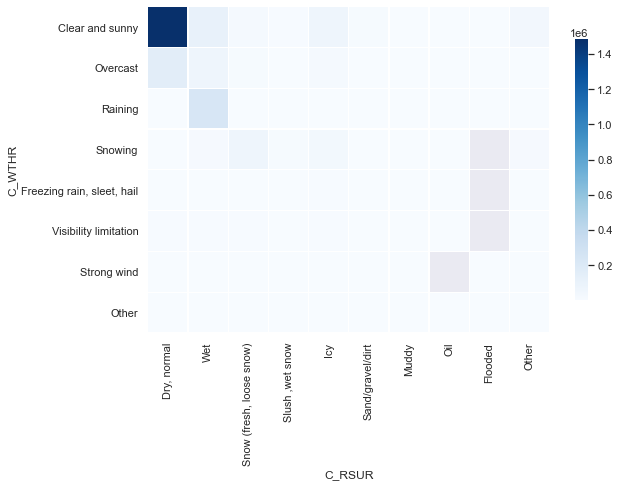 1e6
Clear and sunny
Overcast
Raining
Snowing
Freezing rain, sleet, hail
Visibility limitation
Strong wind
Other
C_WTHR
1.4
1.2
1.0
0.8
0.6
0.4
0.2
Dry, normal
Wet
Snow (fresh, loose snow)
Slush ,wet snow
Icy
Sand/gravel/dirt
Muddy
Oil
Flooded
Other
C_RSUR